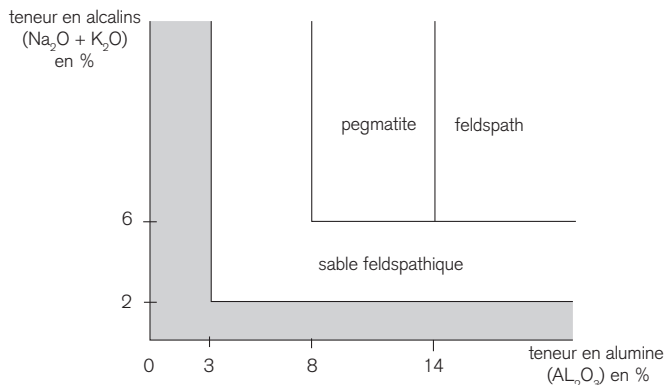 teneur en alcalins
(Na₂O + K₂O)
en %
pegmatite
feldspath
6
sable feldspathique
2
0
3
8
14
teneur en alumine
(AL₂O₃) en %